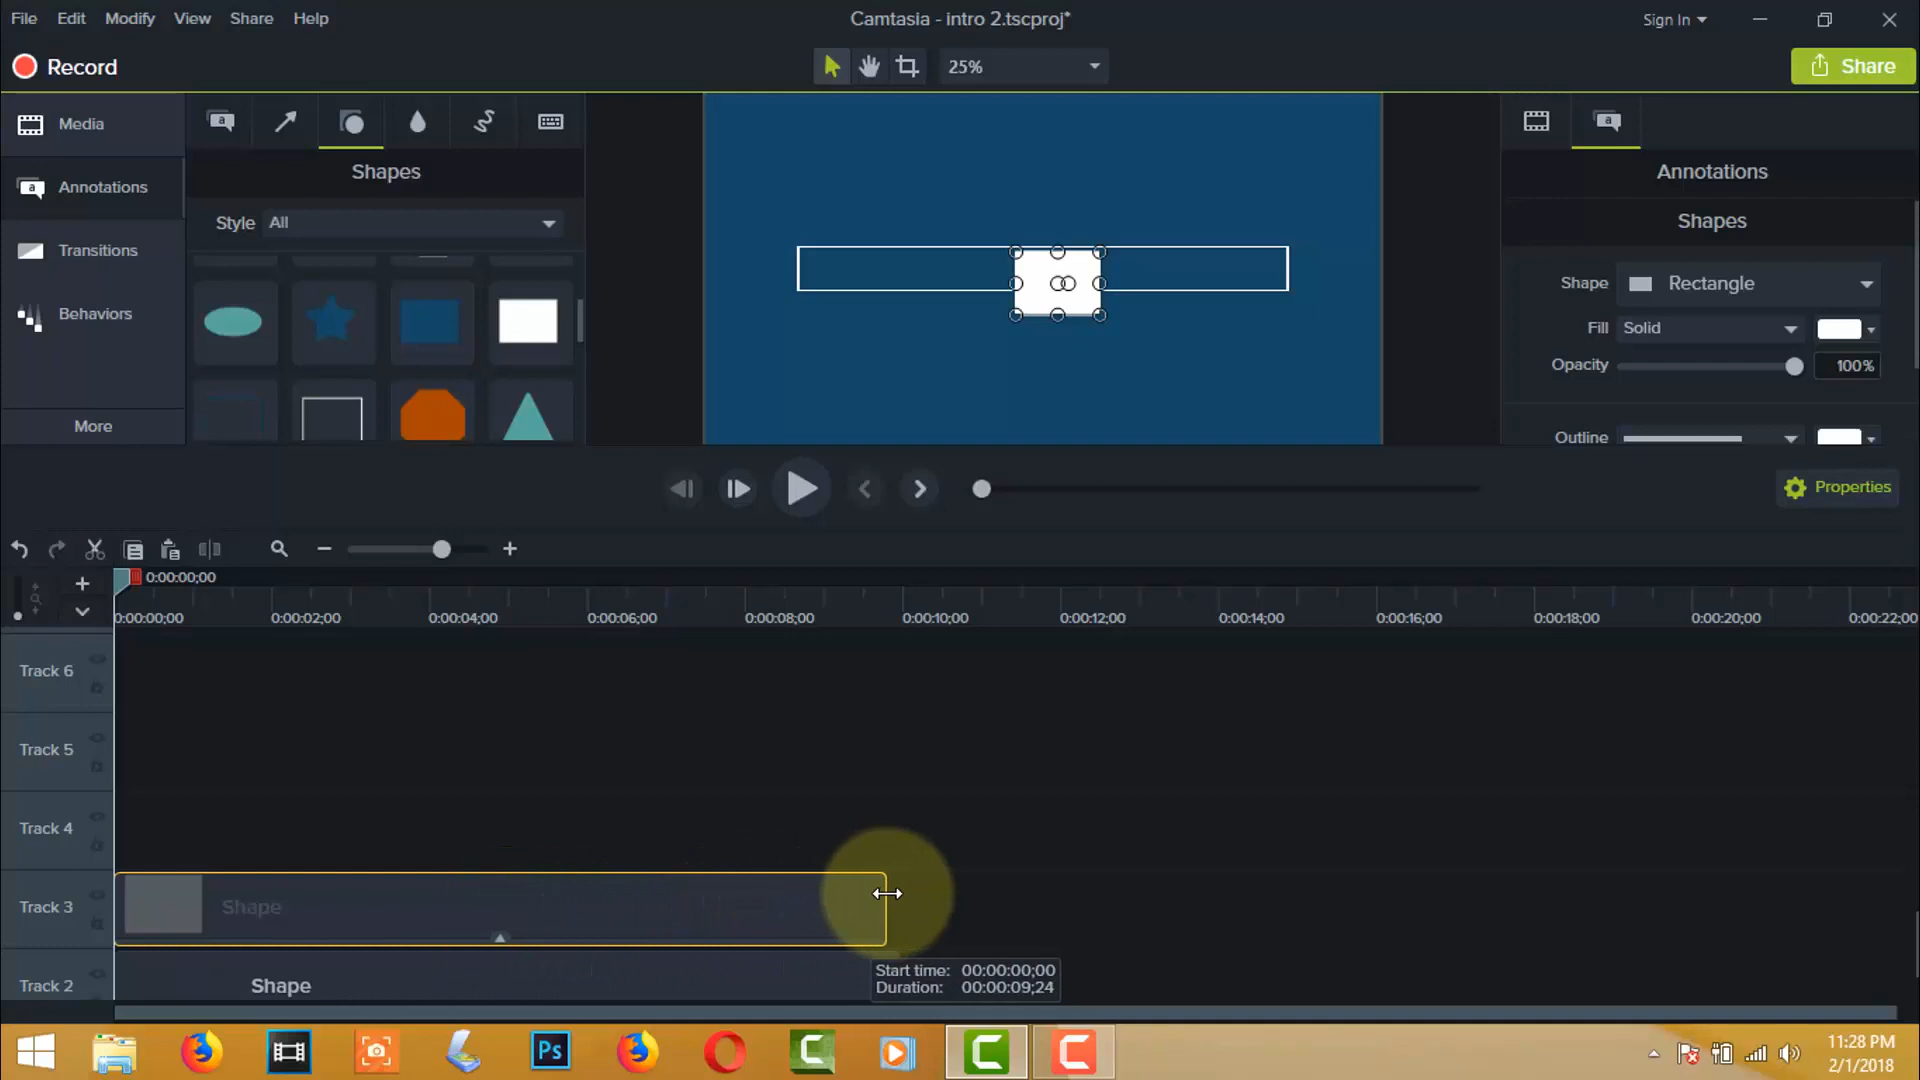 File Edit Modify View Share Help
Camtasia - intro 2.tscproj*
Sign In
Record
25%
Share
Media
Annotations
Transitions
Behaviors
More
a
a
Shapes
Style All
a
Annotations
Shapes
Shape Rectangle
Fill Solid
Opacity 100%
Outline
Properties
0:00:00;00
0:00:00;00 0:00:02;00 0:00:04;00 0:00:06;00 0:00:08;00 0:00:10;00 0:00:12;00 0:00:14;00 0:00:16;00 0:00:18;00 0:00:20;00 0:00:22;00
Track 6
Track 5
Track 4
Track 3 Shape
Track 2 Shape
Start time: 00:00:00;00
Duration: 00:00:09;24
Ps
C C C
11:28 PM
2/1/2018